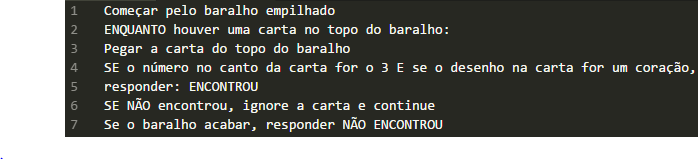 1 Começar pelo baralho empilhado
2 ENQUANTO houver uma carta no topo do baralho:
3 Pegar a carta do topo do baralho
4 SE o número no canto da carta for o 3 E se o desenho na carta for um coração,
5 responder: ENCONTROU
6 SE NÃO encontrou, ignore a carta e continue
7 Se o baralho acabar, responder NÃO ENCONTROU